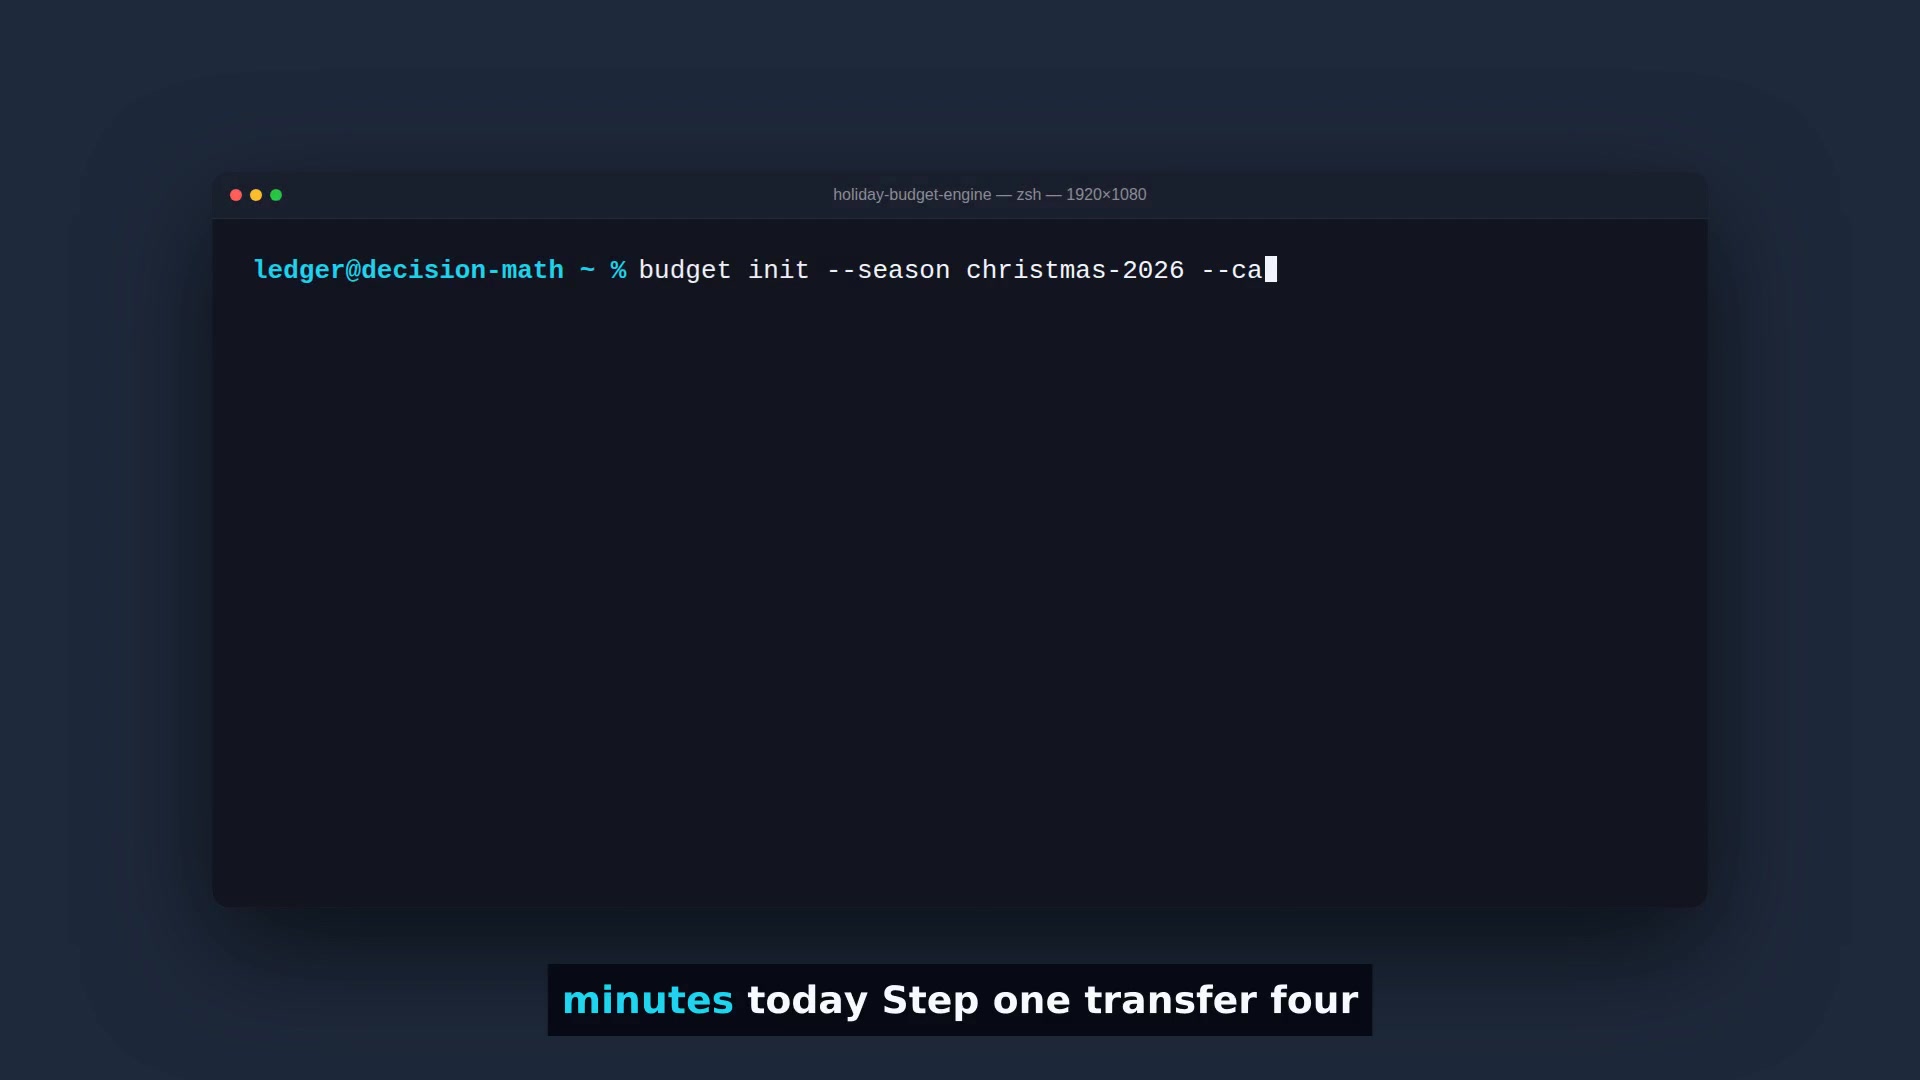 holiday-budget-engine — zsh — 1920×1080
ledger@decision-math ~ % budget init --season christmas-2026 --ca
minutes today Step one transfer four